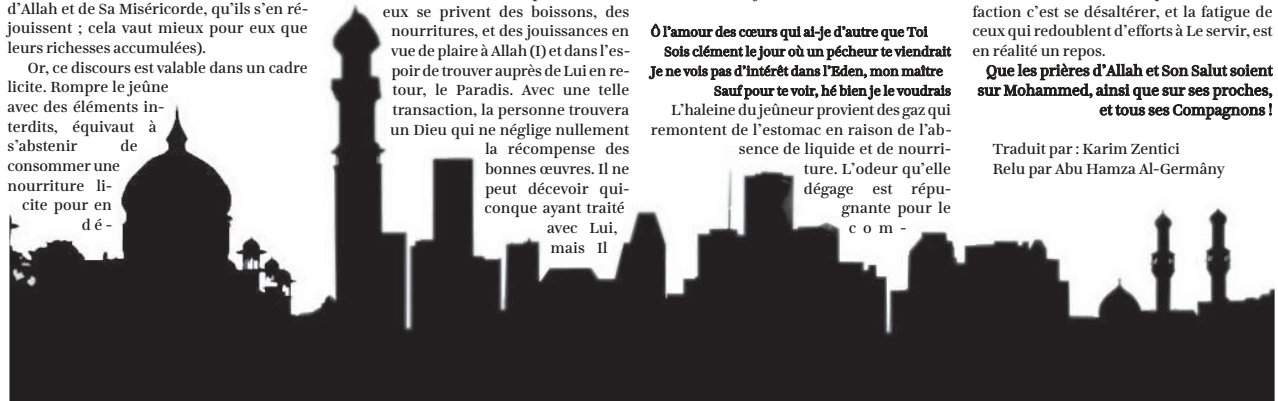 d'Allah et de Sa Miséricorde, qu'ils s'en ré-
jouissent ; cela vaut mieux pour eux que
leurs richesses accumulées).
Or, ce discours est valable dans un cadre
licite. Rompre le jeûne
avec des éléments in-
terdits, équivaut à
s'abstenir de
consommer une
nourriture li-
cite pour en
dé-
eux se privent des boissons, des
nourritures, et des jouissances en
vue de plaire à Allah (I) et dans l'es-
poir de trouver auprès de Lui en re-
tour, le Paradis. Avec une telle
transaction, la personne trouvera
un Dieu qui ne néglige nullement
la récompense des
bonnes œuvres. Il ne
peut décevoir qui-
conque ayant traité
avec Lui,
mais Il
Ô l'amour des cœurs qui ai-je d'autre que Toi
Sois clément le jour où un pécheur te viendrait
Je ne vois pas d'intérêt dans l'Eden, mon maître
Sauf pour te voir, hé bien je le voudrais
L'haleine du jeûneur provient des gaz qui
remontent de l'estomac en raison de l'ab-
sence de liquide et de nourri-
ture. L'odeur qu'elle
dégage est répu-
gnante pour le
com-
faction c'est se désaltérer, et la fatigue de
ceux qui redoublent d'efforts à Le servir, est
en réalité un repos.
Que les prières d'Allah et Son Salut soient
sur Mohammed, ainsi que sur ses proches,
et tous ses Compagnons !
Traduit par : Karim Zentici
Relu par Abu Hamza Al-Germâny